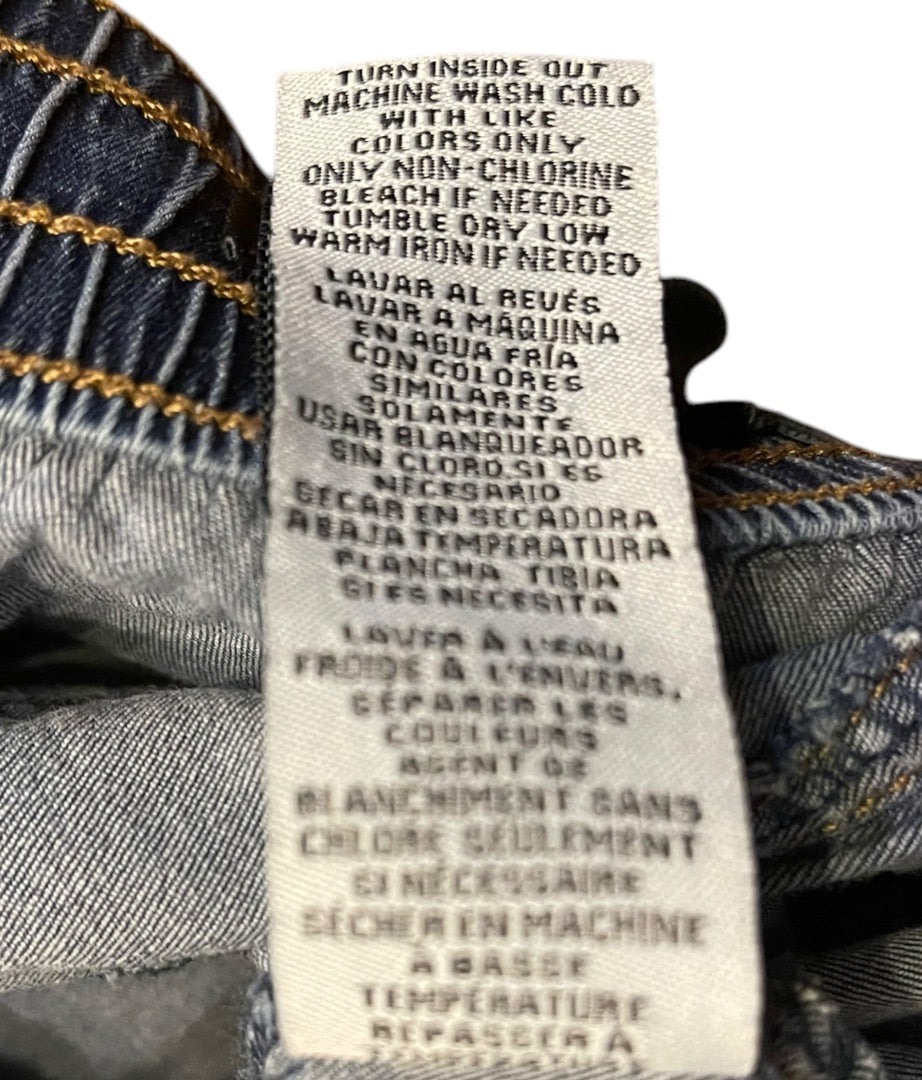 TURN INSIDE OUT
MACHINE WASH COLD
WITH LIKE
COLORS ONLY
ONLY NON-CHLORINE
BLEACH IF NEEDED
TUMBLE DRY LOW
WARM IRON IF NEEDED
LAVAR AL REVÉS
LAVAR A MÁQUINA
EN AGUA FRÍA
CON COLORES
SIMILARES
SOLAMENTE
USAR BLANQUEADOR
SIN CLORO.SI ES
NECESARIO
SECAR EN SECADORA
A BAJA TEMPERATURA
PLANCHA TIBIA
SI ES NECESITA
LAVER À L'EAU
FROIDE À L'ENVERS.
SÉPARER LES
COULEURS
AGENT DE
BLANCHIMENT SANS
CHLORE SEULEMENT
SI NÉCESSAIRE
SÉCHER EN MACHINE
À BASSE
TEMPÉRATURE
REPASSER À
TEMPÉRATURE